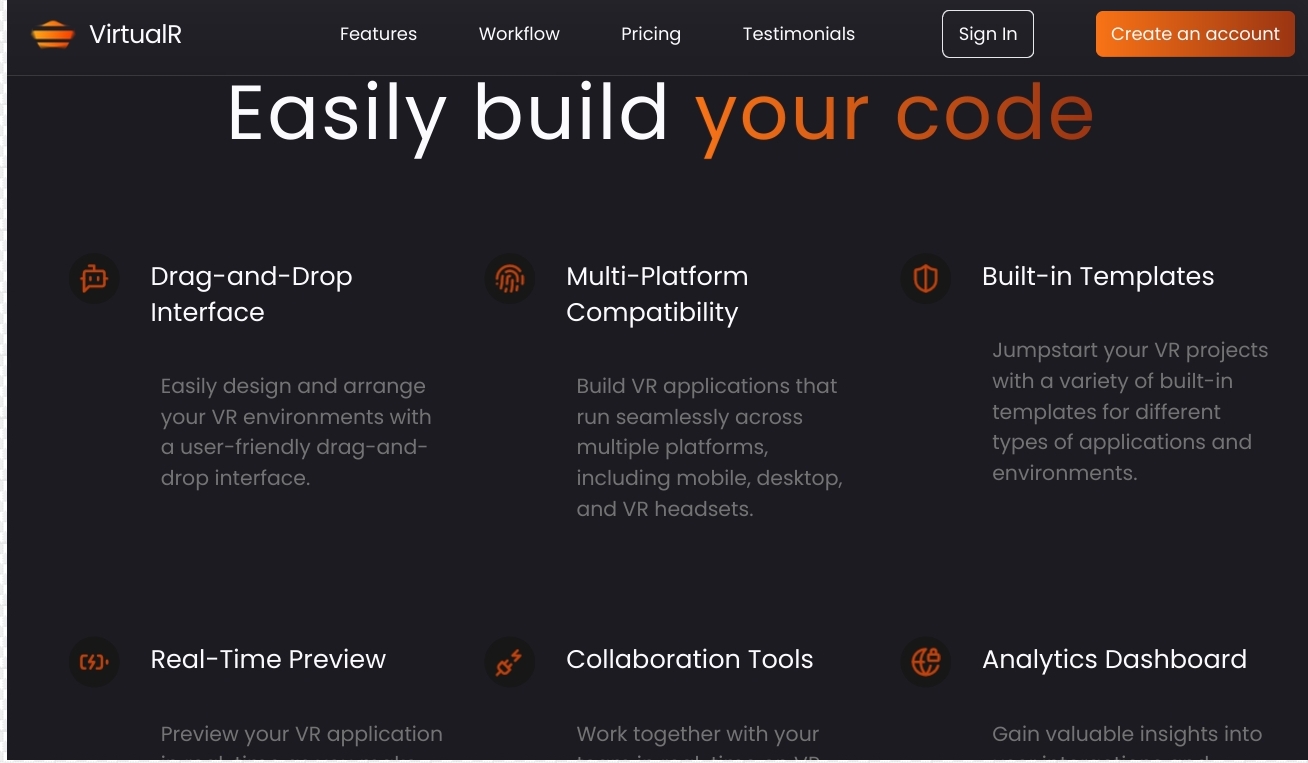 VirtualR
Features
Workflow
Pricing
Testimonials
Sign In
Create an account
Easily build your code
Drag-and-Drop
Interface
Easily design and arrange
your VR environments with
a user-friendly drag-and-
drop interface.
Multi-Platform
Compatibility
Build VR applications that
run seamlessly across
multiple platforms,
including mobile, desktop,
and VR headsets.
Built-in Templates
Jumpstart your VR projects
with a variety of built-in
templates for different
types of applications and
environments.
Real-Time Preview
Preview your VR application
Collaboration Tools
Work together with your
Analytics Dashboard
Gain valuable insights into